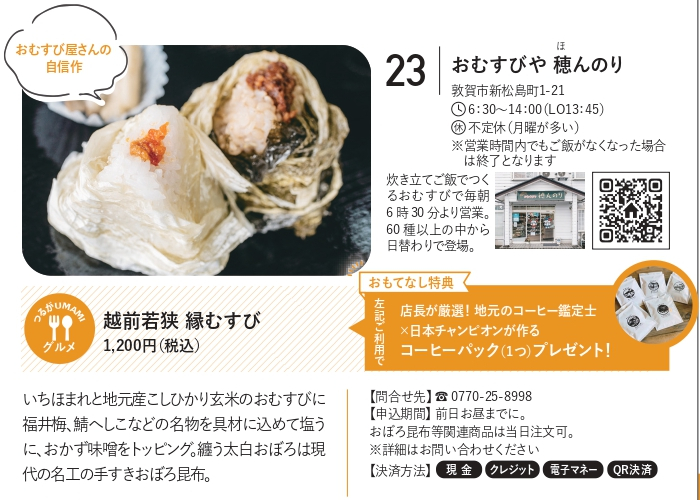 おむすび屋さんの
自信作
23
おむすびや 穂んのり
ほ
敦賀市新松島町1-21
6:30〜14:00(LO13:45)
休 不定休(月曜が多い)
※営業時間内でもご飯がなくなった場合
は終了となります
炊き立てご飯でつく
るおむすびで毎朝
6時30分より営業。
60種以上の中から
日替わりで登場。
穂んのり
つるがUMAMI
グルメ
越前若狭 縁むすび
1,200円(税込)
おもてなし特典
左記ご利用で
店長が厳選! 地元のコーヒー鑑定士
×日本チャンピオンが作る
コーヒーパック(1つ)プレゼント!
いちほまれと地元産こしひかり玄米のおむすびに
福井梅、鯖へしこなどの名物を具材に込めて塩う
に、おかず味噌をトッピング。纏う太白おぼろは現
代の名工の手すきおぼろ昆布。
【問合せ先】☎ 0770-25-8998
【申込期間】前日お昼までに。
おぼろ昆布等関連商品は当日注文可。
※詳細はお問い合わせください
【決済方法】 現金 クレジット 電子マネー QR決済